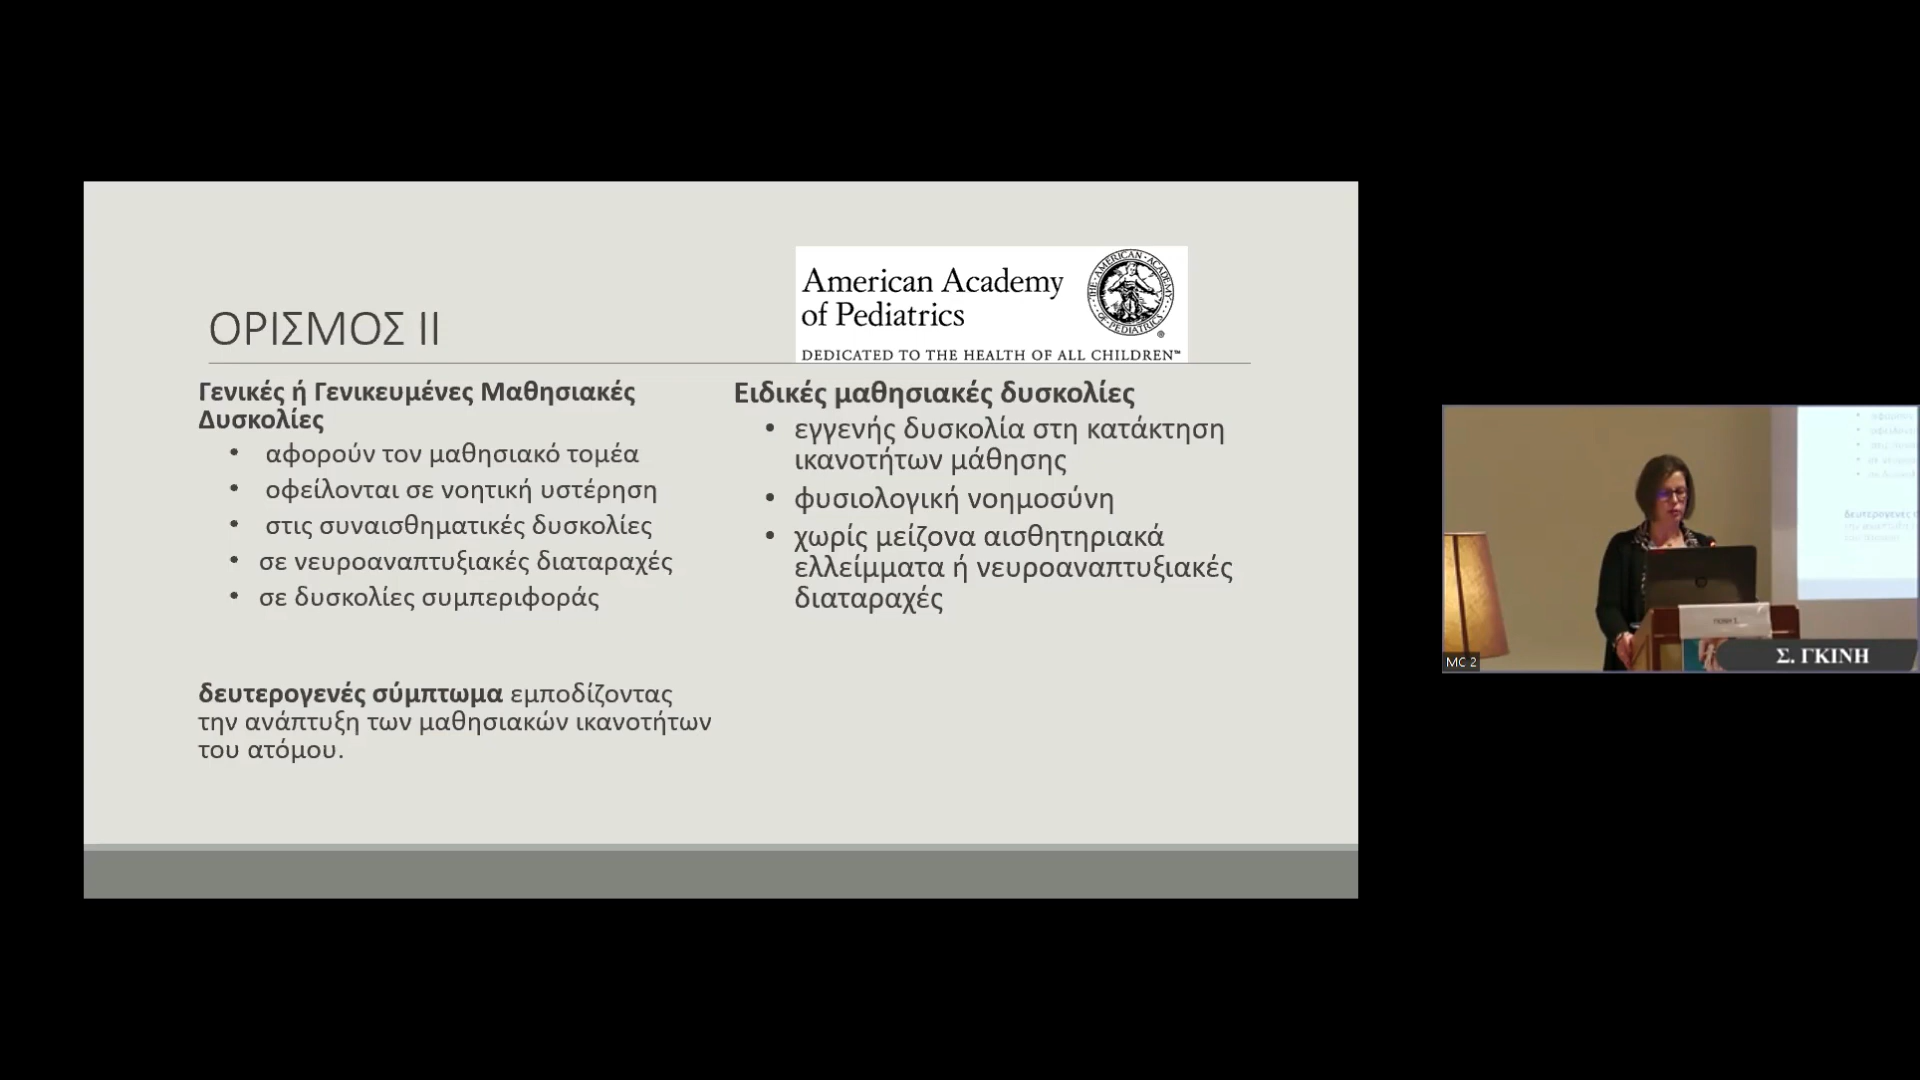 American Academy
of Pediatrics
DEDICATED TO THE HEALTH OF ALL CHILDREN™
ΟΡΙΣΜΟΣ ΙΙ
Γενικές ή Γενικευμένες Μαθησιακές
Δυσκολίες
• αφορούν τον μαθησιακό τομέα
• οφείλονται σε νοητική υστέρηση
• στις συναισθηματικές δυσκολίες
• σε νευροαναπτυξιακές διαταραχές
• σε δυσκολίες συμπεριφοράς
δευτερογενές σύμπτωμα εμποδίζοντας
την ανάπτυξη των μαθησιακών ικανοτήτων
του ατόμου.
Ειδικές μαθησιακές δυσκολίες
• εγγενής δυσκολία στη κατάκτηση
ικανοτήτων μάθησης
• φυσιολογική νοημοσύνη
• χωρίς μείζονα αισθητηριακά
ελλείμματα ή νευροαναπτυξιακές
διαταραχές
MC 2
Σ. ΓΚΙΝΗ